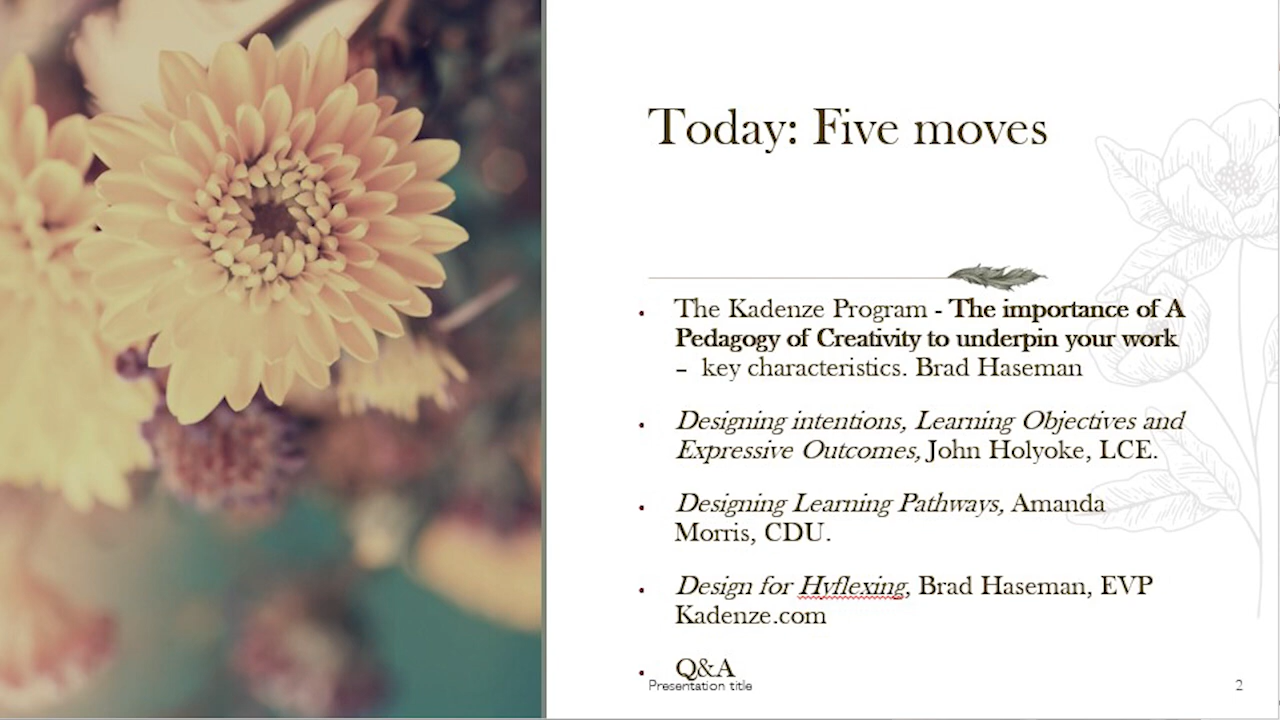 Today: Five moves
The Kadenze Program - The importance of A
Pedagogy of Creativity to underpin your work
– key characteristics. Brad Haseman
Designing intentions, Learning Objectives and
Expressive Outcomes, John Holyoke, LCE.
Designing Learning Pathways, Amanda
Morris, CDU.
Design for Hyflexing, Brad Haseman, EVP
Kadenze.com
Q&A
Presentation title
2